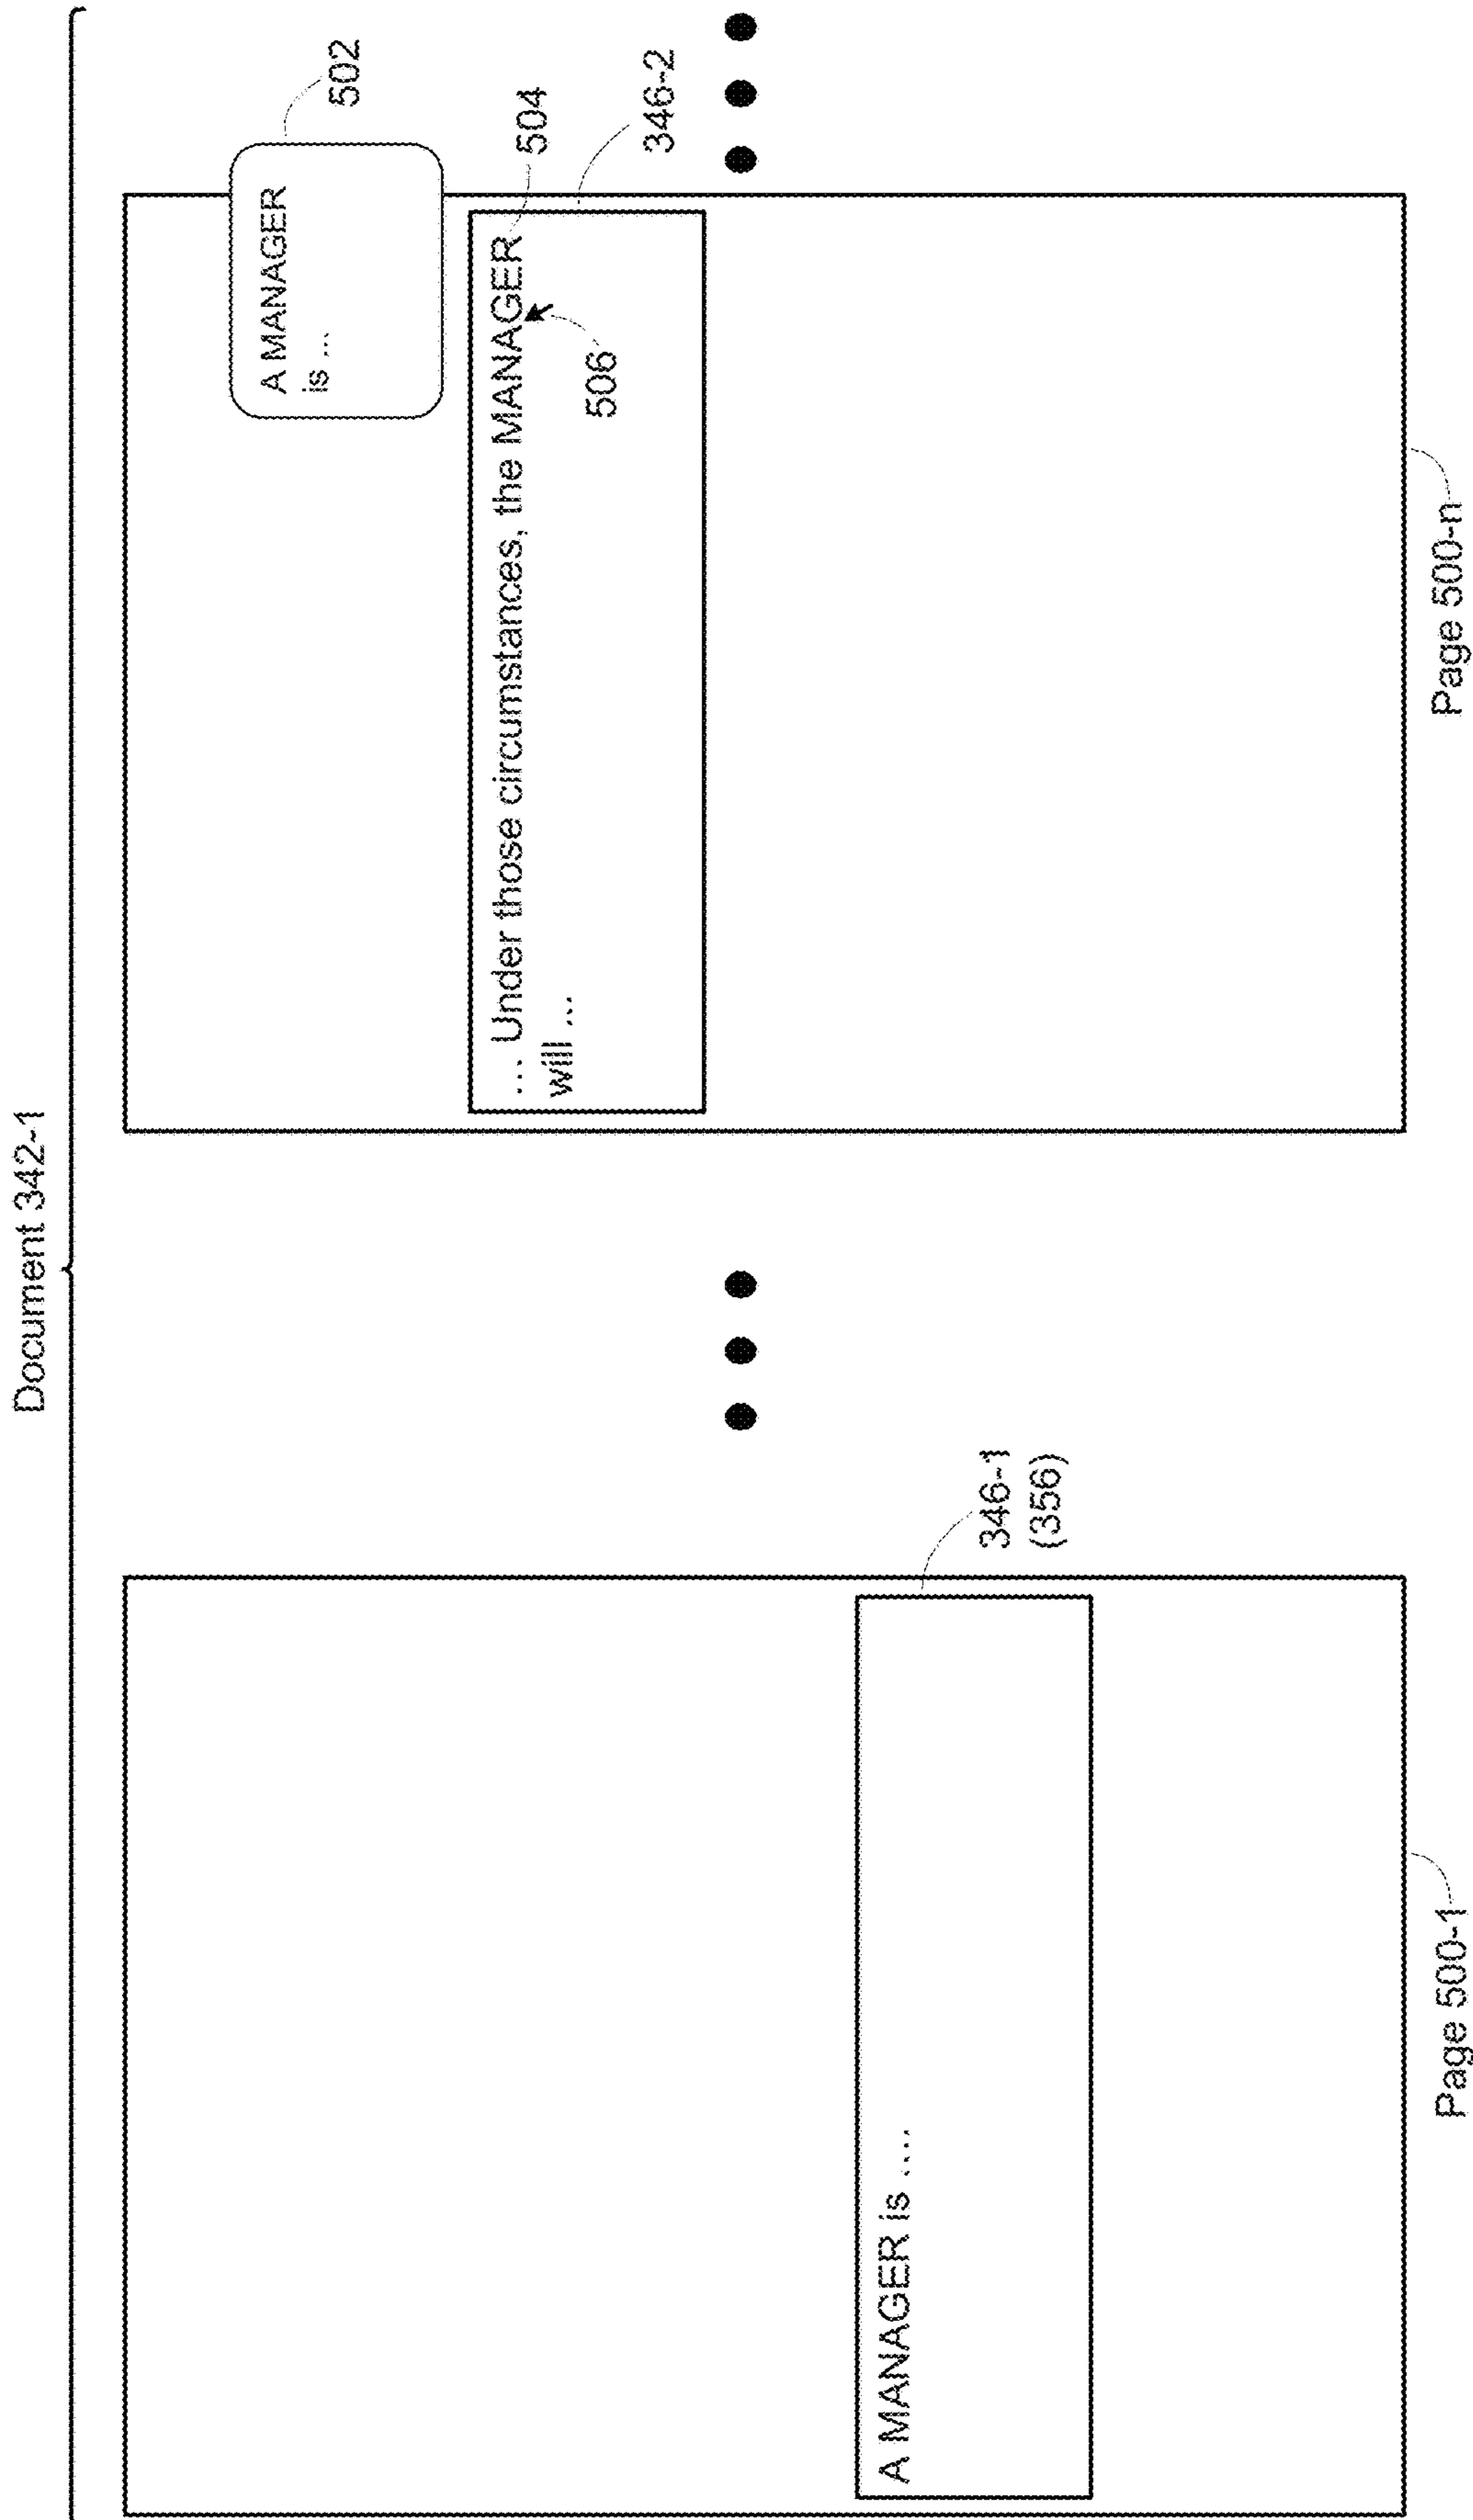 Document 342-1
A MANAGER is ....
346-1
(356)
Page 500-1
A MANAGER
is ...
502
... Under those circumstances, the MANAGER
will ...
504
506
346-2
Page 500-n